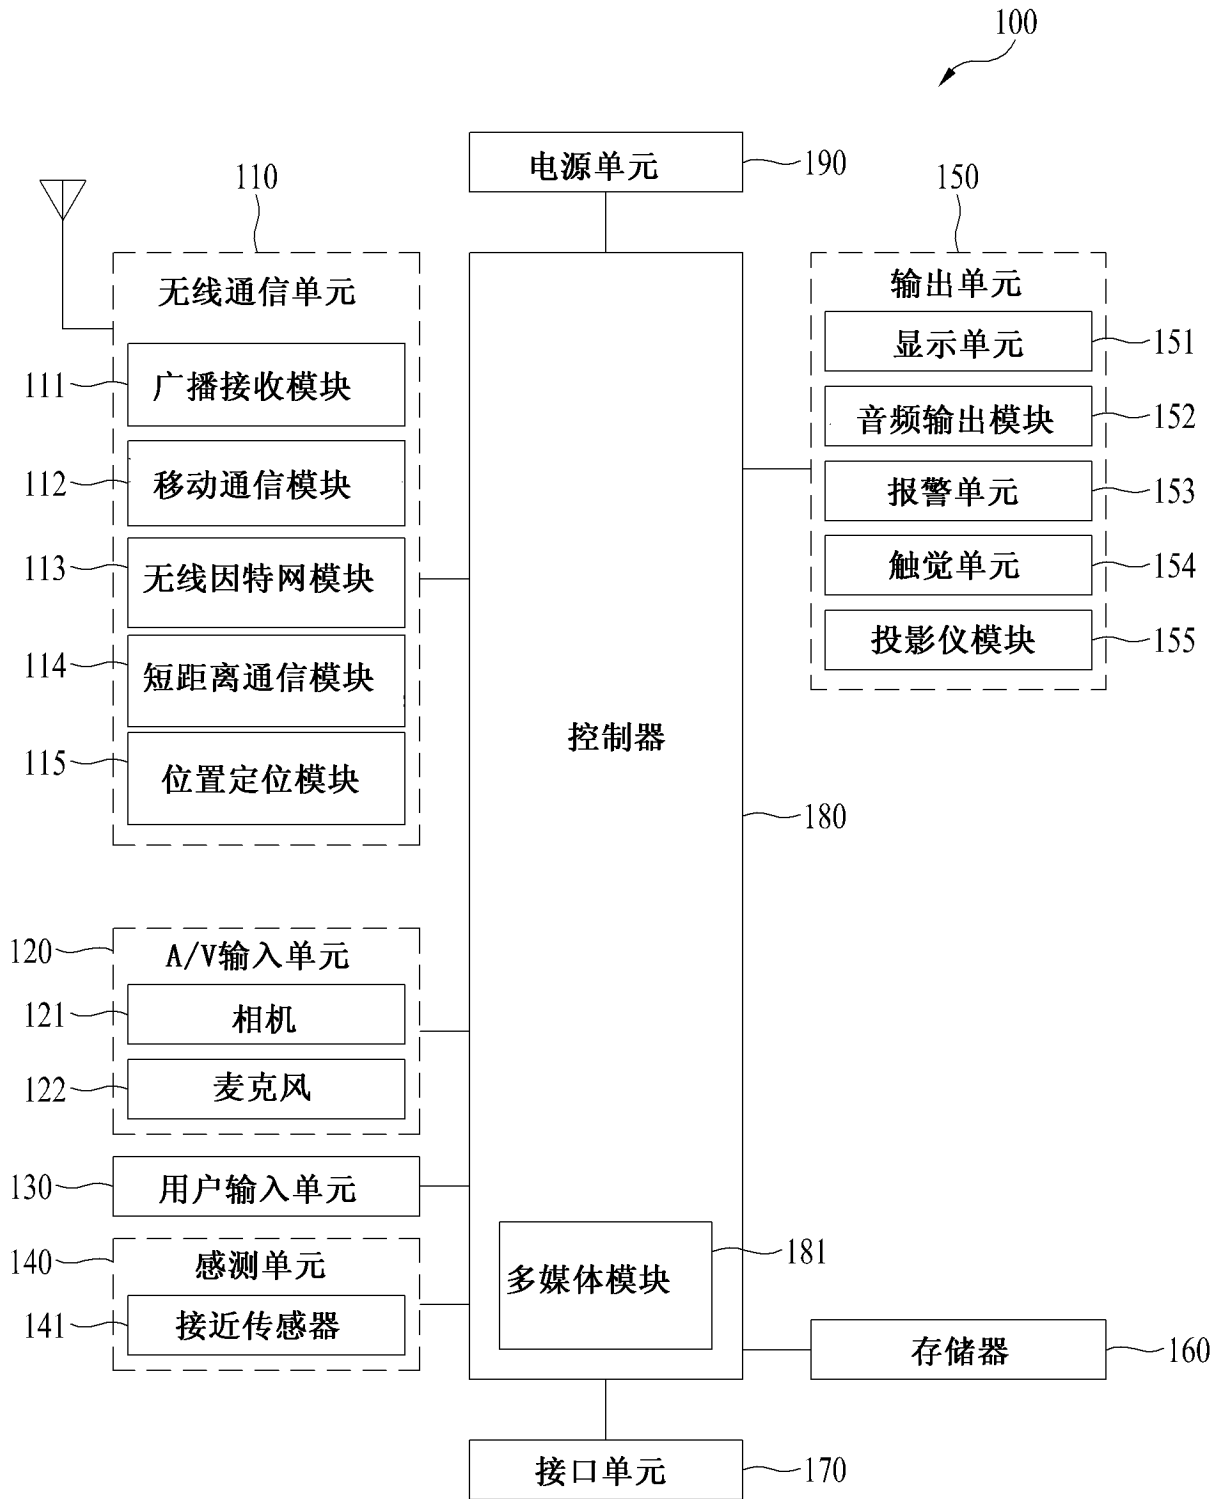 100
电源单元
190
110
无线通信单元
111
广播接收模块
112
移动通信模块
113
无线因特网模块
114
短距离通信模块
115
位置定位模块
120
A/V输入单元
121
相机
122
麦克风
130
用户输入单元
140
感测单元
141
接近传感器
控制器
180
多媒体模块
181
150
输出单元
显示单元
151
音频输出模块
152
报警单元
153
触觉单元
154
投影仪模块
155
存储器
160
接口单元
170